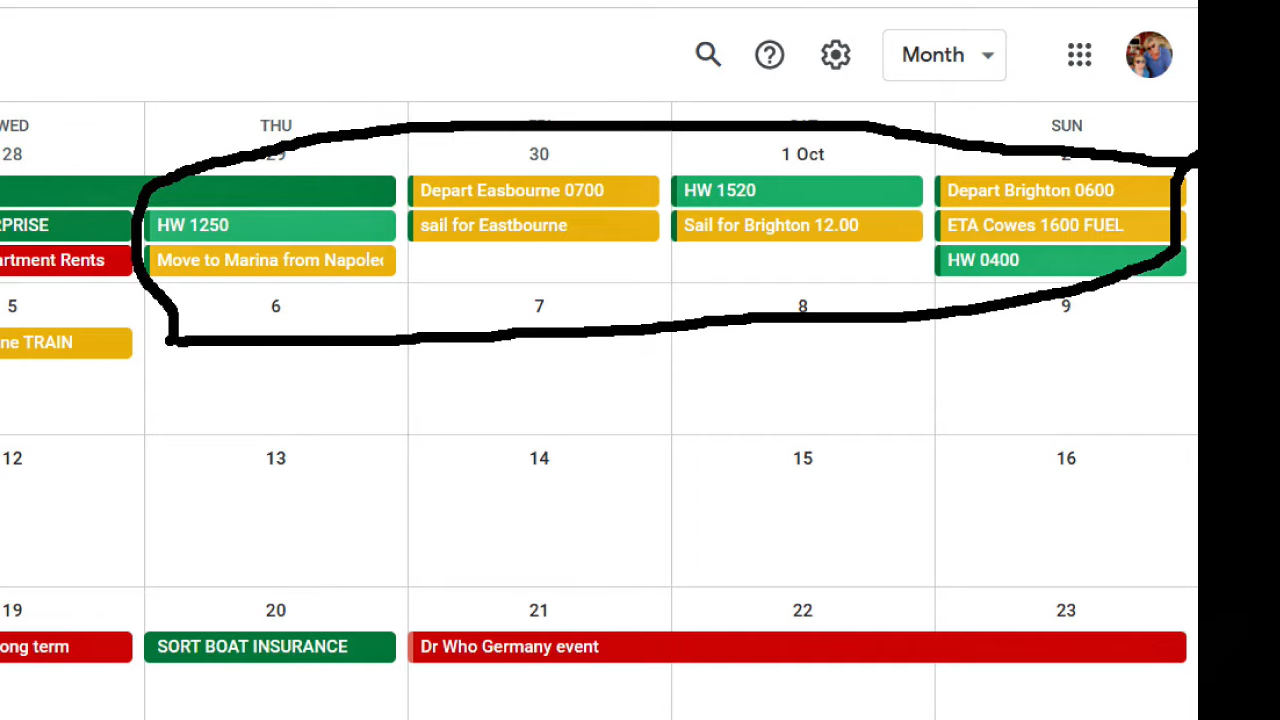 Month
WED THU SUN
28 29 30 1 Oct 2
Depart Easbourne 0700 HW 1520 Depart Brighton 0600
RPRISE HW 1250 sail for Eastbourne Sail for Brighton 12.00 ETA Cowes 1600 FUEL
artment Rents Move to Marina from Napolec HW 0400
5 6 7 8 9
ne TRAIN
12 13 14 15 16
19 20 21 22 23
ong term SORT BOAT INSURANCE Dr Who Germany event